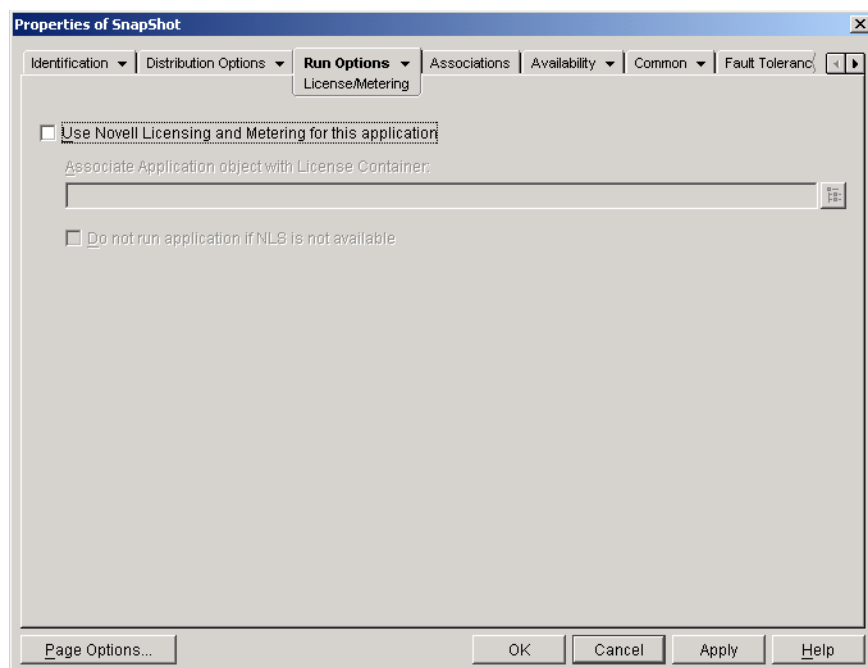 Properties of SnapShot
Identification
Distribution Options
Run Options
Associations
Availability
Common
Fault Toleranc
License/Metering
Use Novell Licensing and Metering for this application
Associate Application object with License Container:
Do not run application if NLS is not available
Page Options...
OK
Cancel
Apply
Help